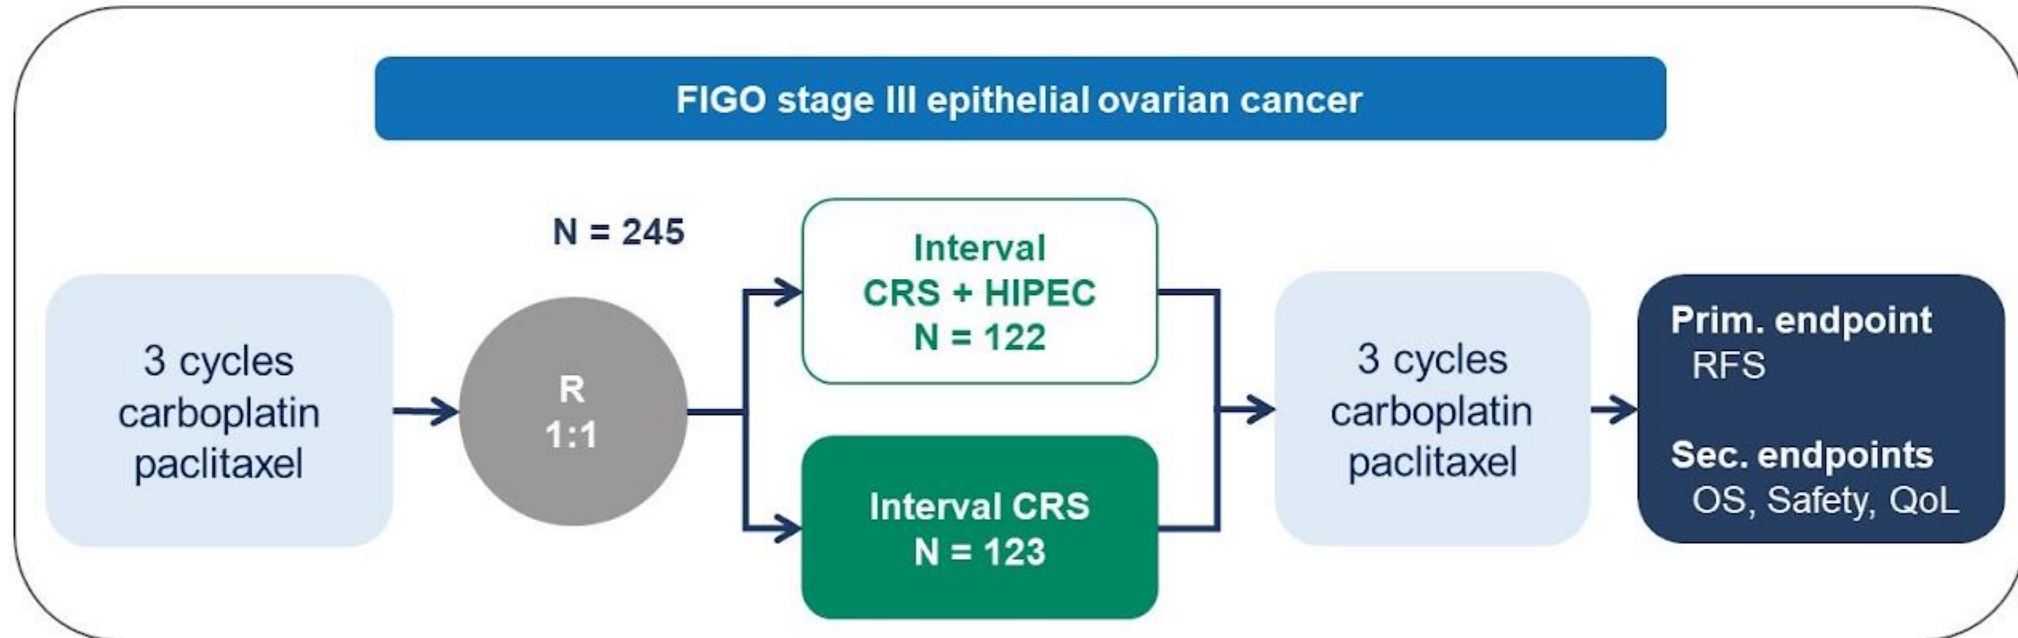 FIGO stage III epithelial ovarian cancer
N = 245
3 cycles
carboplatin
paclitaxel
R
1:1
Interval
CRS + HIPEC
N = 122
Interval CRS
N = 123
3 cycles
carboplatin
paclitaxel
Prim. endpoint
RFS
Sec. endpoints
OS, Safety, QoL